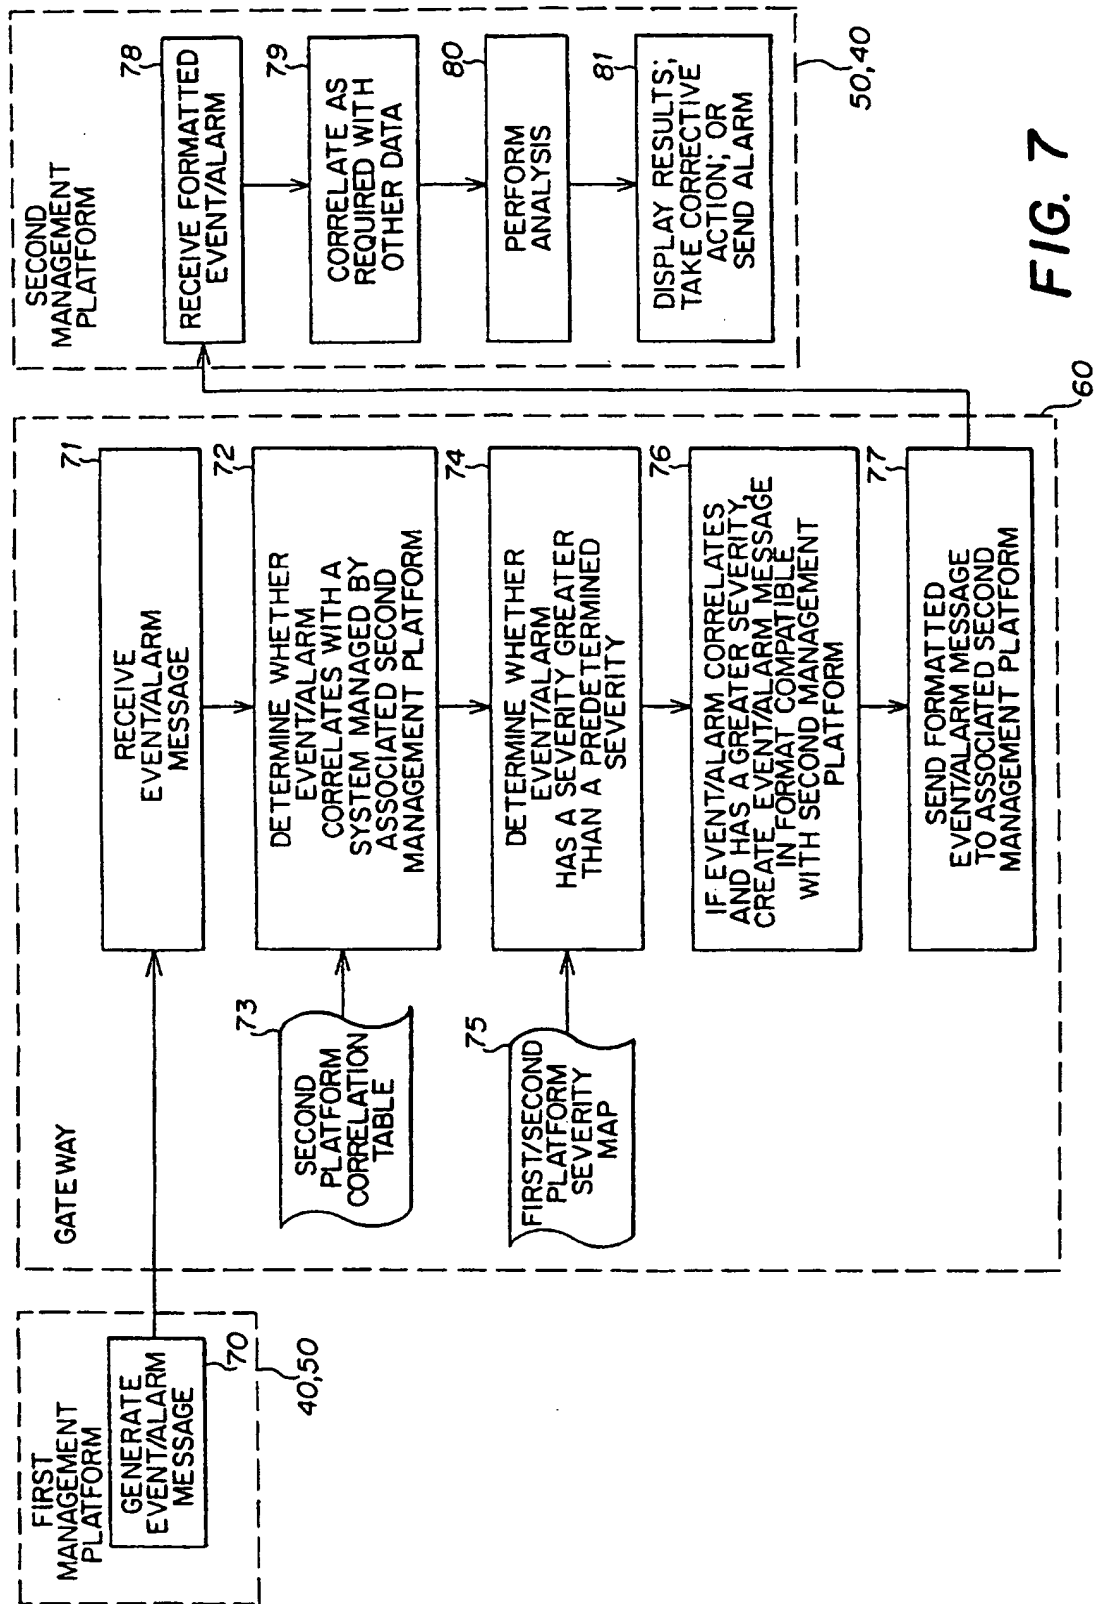 FIRST
MANAGEMENT
PLATFORM
GENERATE
EVENT/ALARM
MESSAGE
70
40,50
GATEWAY
RECEIVE
EVENT/ALARM
MESSAGE
71
DETERMINE WHETHER
EVENT/ALARM
CORRELATES WITH A
SYSTEM MANAGED BY
ASSOCIATED SECOND
MANAGEMENT PLATFORM
72
SECOND
PLATFORM
CORRELATION
TABLE
73
DETERMINE WHETHER
EVENT/ALARM
HAS A SEVERITY GREATER
THAN A PREDETERMINED
SEVERITY
74
FIRST/SECOND
PLATFORM
SEVERITY
MAP
75
IF EVENT/ALARM CORRELATES
AND HAS A GREATER SEVERITY,
CREATE EVENT/ALARM MESSAGE
IN FORMAT COMPATIBLE
WITH SECOND MANAGEMENT
PLATFORM
76
SEND FORMATTED
EVENT/ALARM MESSAGE
TO ASSOCIATED SECOND
MANAGEMENT PLATFORM
77
60
SECOND
MANAGEMENT
PLATFORM
RECEIVE FORMATTED
EVENT/ALARM
78
CORRELATE AS
REQUIRED WITH
OTHER DATA
79
PERFORM
ANALYSIS
80
DISPLAY RESULTS;
TAKE CORRECTIVE
ACTION; OR
SEND ALARM
81
50,40
FIG. 7